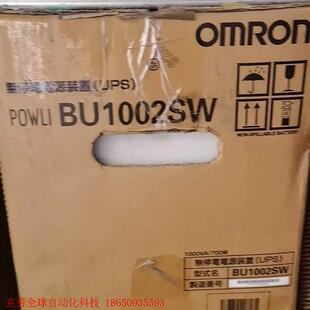 OMRON
無停電電源装置(UPS)
POWLI BU1002SW
NON-SPILLABLE BATTERY
1000VA/700W
無停電電源装置(UPS)
型式名 BU1002SW
製造番号
克劳全球自动化科技 18650935593